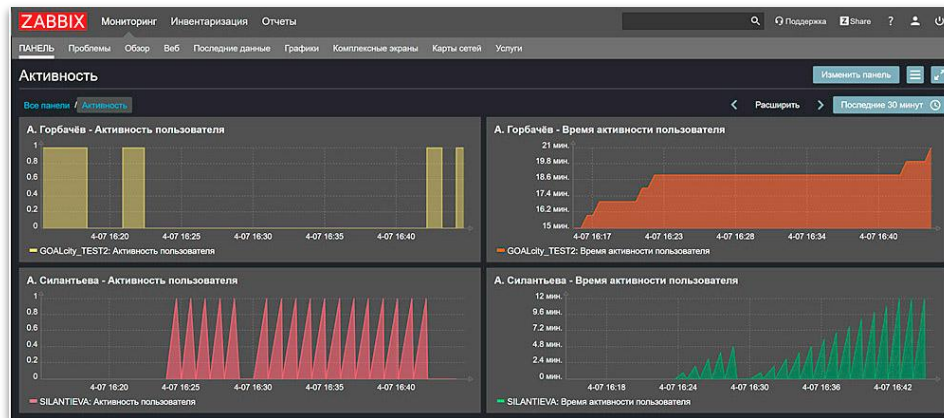 ZABBIX Мониторинг Инвентаризация Отчеты Поддержка Share ?
ПАНЕЛЬ Проблемы Обзор Веб Последние данные Графики Комплексные экраны Карты сетей Услуги
Активность
Изменить панель
Все панели / Активность
Расширить
Последние 30 минут
А. Горбачёв - Активность пользователя
1
0.8
0.6
0.4
0.2
0
4-07 16:20 4-07 16:25 4-07 16:30 4-07 16:35 4-07 16:40
GOALcity_TEST2: Активность пользователя
А. Горбачёв - Время активности пользователя
21 мин.
19.8 мин.
18.6 мин.
17.4 мин.
16.2 мин.
15 мин.
4-07 16:17 4-07 16:23 4-07 16:28 4-07 16:34 4-07 16:40
GOALcity_TEST2: Время активности пользователя
А. Силантьева - Активность пользователя
1
0.8
0.6
0.4
0.2
0
4-07 16:20 4-07 16:25 4-07 16:30 4-07 16:35 4-07 16:40
SILANTIEVA: Активность пользователя
А. Силантьева - Время активности пользователя
12 мин.
9.6 мин.
7.2 мин.
4.8 мин.
2.4 мин.
0 мин.
4-07 16:18 4-07 16:24 4-07 16:30 4-07 16:36 4-07 16:42
SILANTIEVA: Время активности пользователя